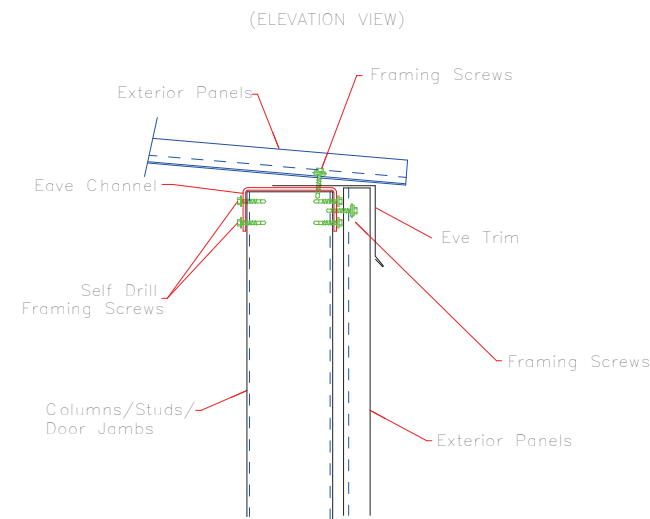 (ELEVATION VIEW)
Framing Screws
Exterior Panels
Eave Channel
Eve Trim
Self Drill
Framing Screws
Framing Screws
Columns/Studs/
Door Jambs
Exterior Panels